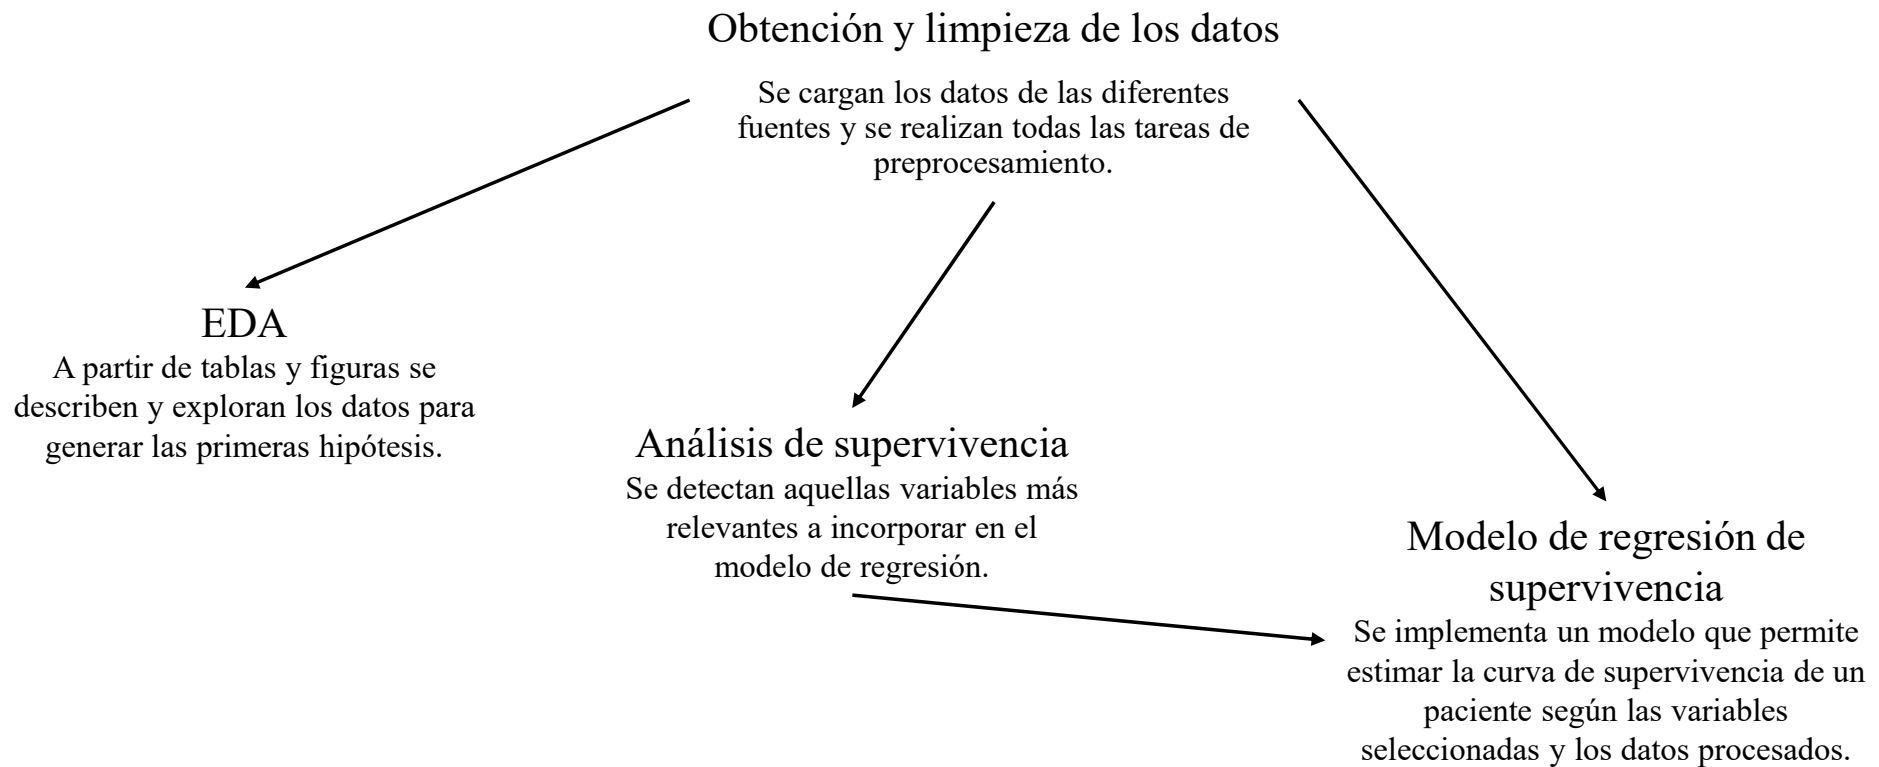 Obtención y limpieza de los datos
Se cargan los datos de las diferentes
fuentes y se realizan todas las tareas de
preprocesamiento.
EDA
A partir de tablas y figuras se
describen y exploran los datos para
generar las primeras hipótesis.
Análisis de supervivencia
Se detectan aquellas variables más
relevantes a incorporar en el
modelo de regresión.
Modelo de regresión de
supervivencia
Se implementa un modelo que permite
estimar la curva de supervivencia de un
paciente según las variables
seleccionadas y los datos procesados.